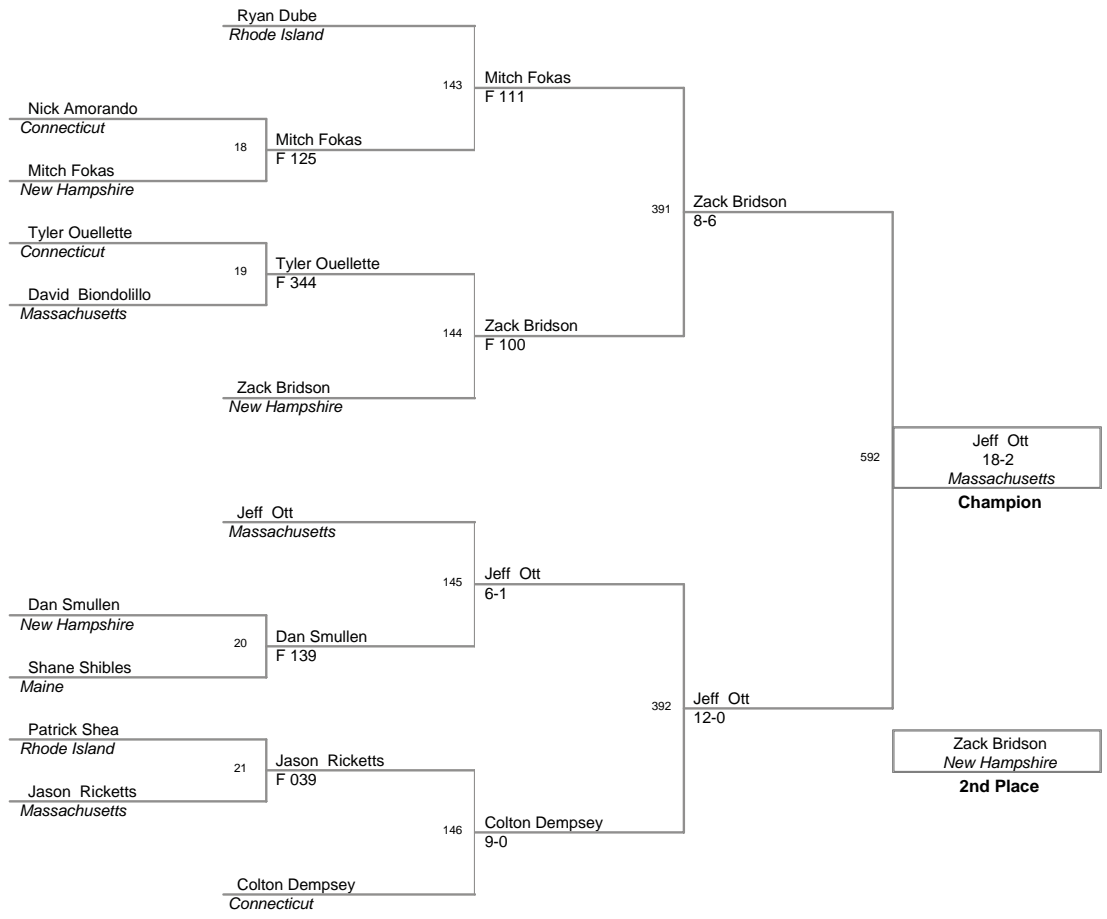 Ryan Dube
Rhode Island
143
Mitch Fokas
F 111
Nick Amorando
Connecticut
18
Mitch Fokas
F 125
Mitch Fokas
New Hampshire
391
Zack Bridson
8-6
Tyler Ouellette
Connecticut
19
Tyler Ouellette
F 344
David Biondolillo
Massachusetts
144
Zack Bridson
F 100
Zack Bridson
New Hampshire
592
Jeff Ott
18-2
Massachusetts
Champion
Jeff Ott
Massachusetts
145
Jeff Ott
6-1
Dan Smullen
New Hampshire
20
Dan Smullen
F 139
Shane Shibles
Maine
392
Jeff Ott
12-0
Patrick Shea
Rhode Island
21
Jason Ricketts
F 039
Jason Ricketts
Massachusetts
146
Colton Dempsey
9-0
Colton Dempsey
Connecticut
Zack Bridson
New Hampshire
2nd Place